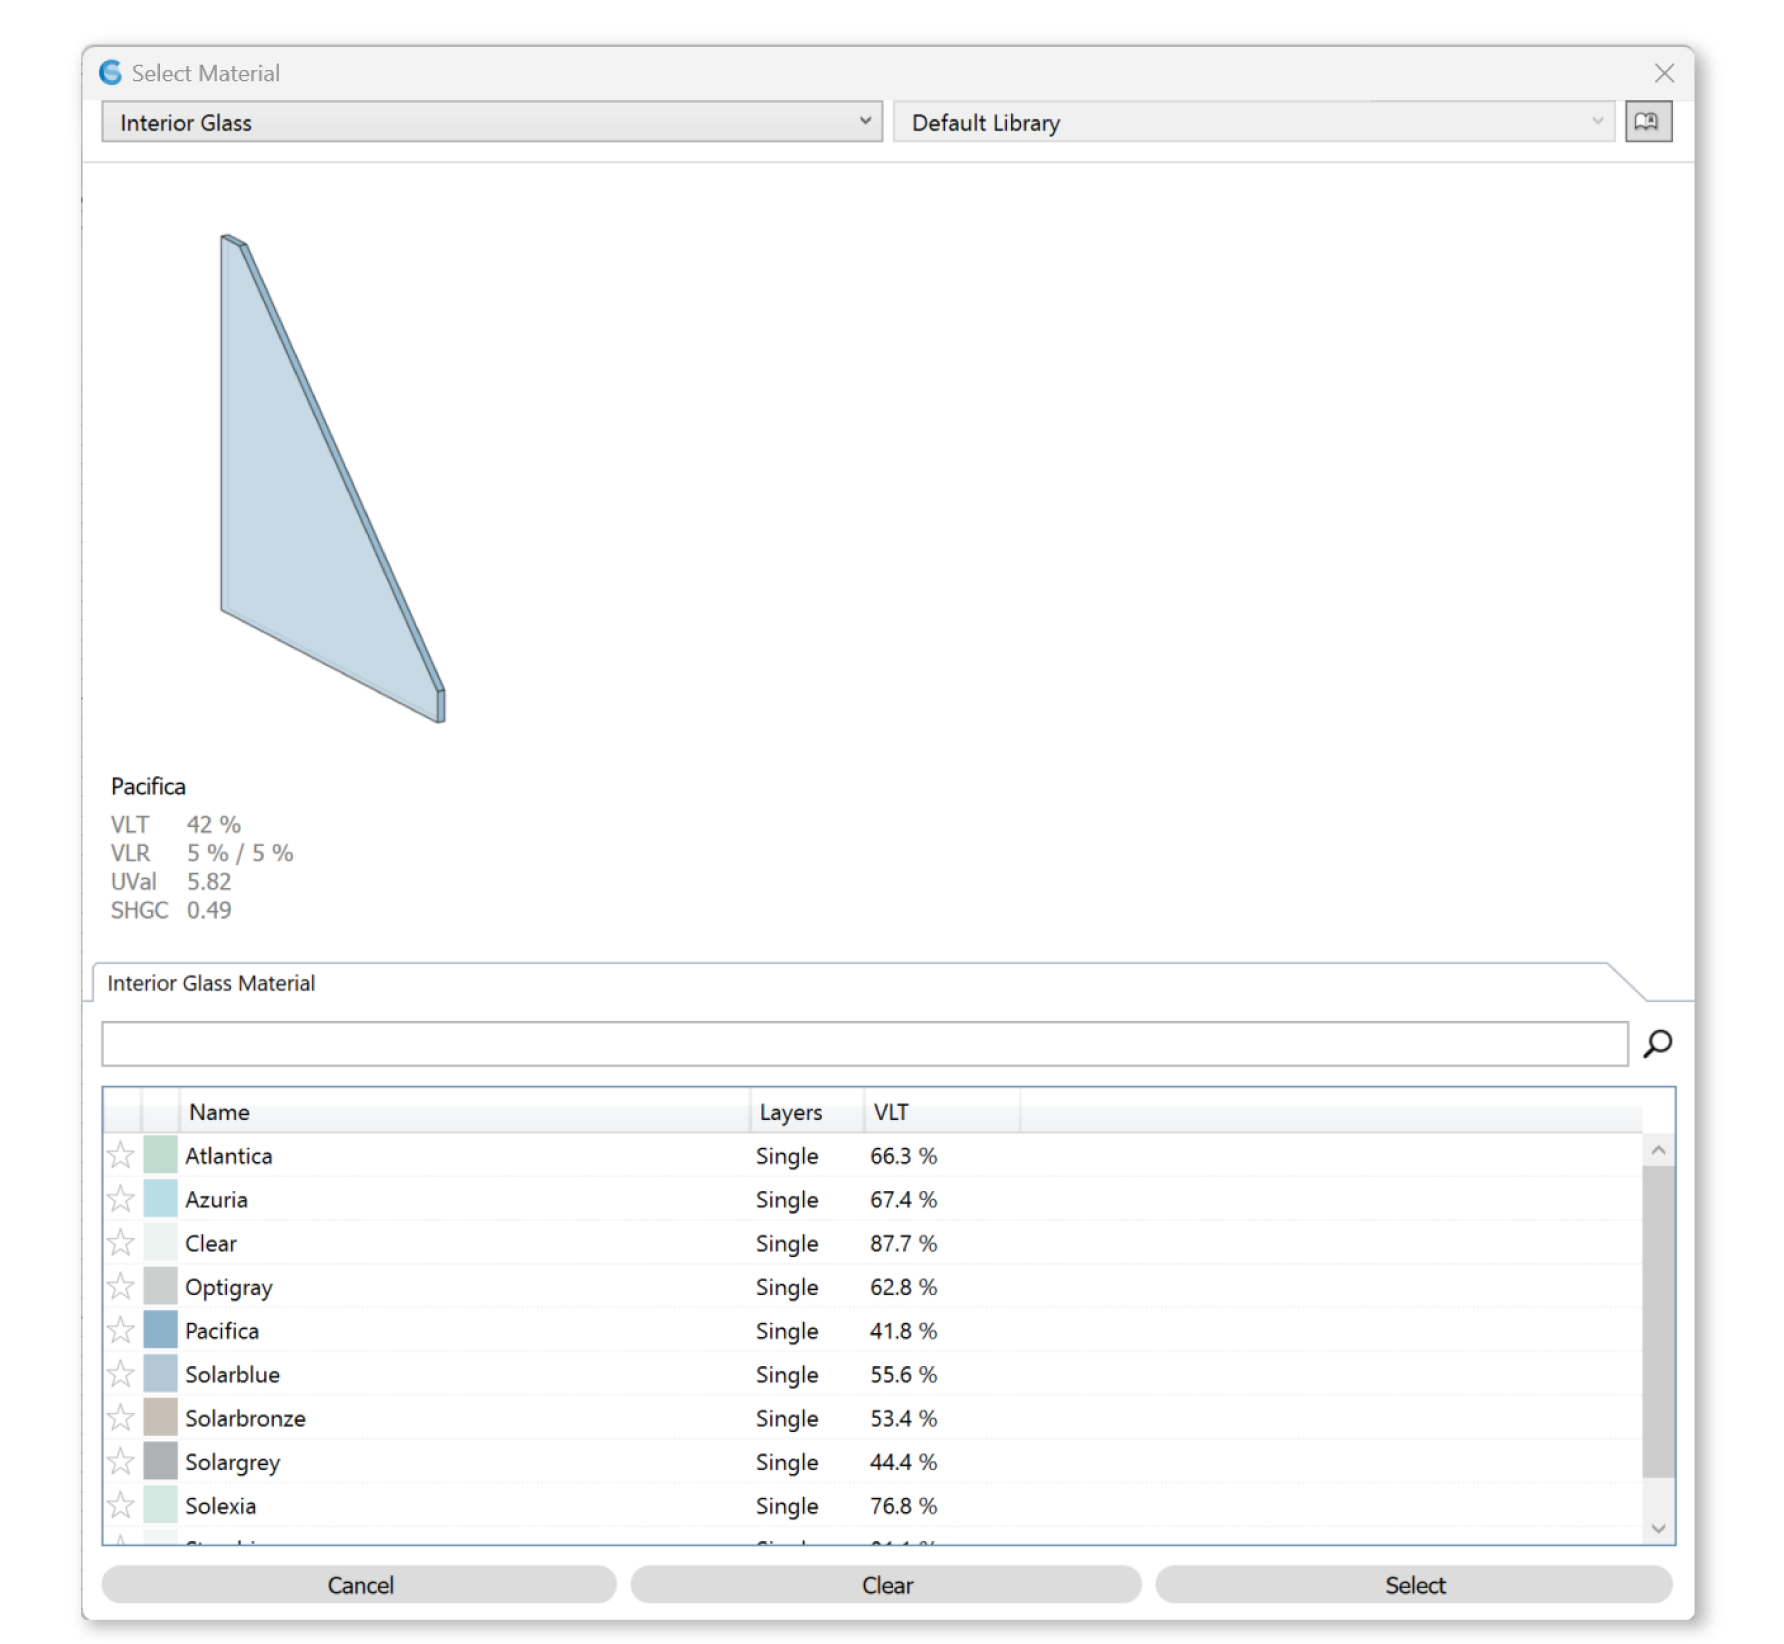 Select Material
Interior Glass
Default Library
Pacifica
VLT 42 %
VLR 5 % / 5 %
UVal 5.82
SHGC 0.49
Interior Glass Material
Name Layers VLT
Atlantica Single 66.3 %
Azuria Single 67.4 %
Clear Single 87.7 %
Optigray Single 62.8 %
Pacifica Single 41.8 %
Solarblue Single 55.6 %
Solarbronze Single 53.4 %
Solargrey Single 44.4 %
Solexia Single 76.8 %
Cancel Clear Select